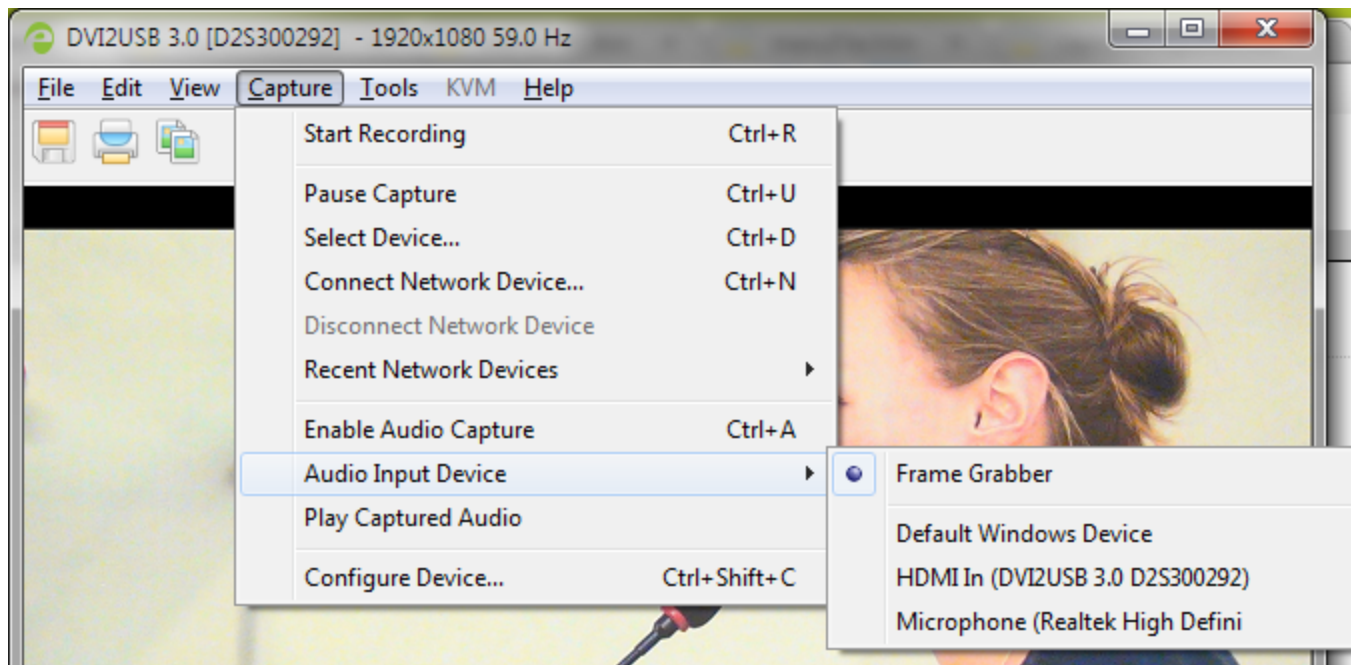 DVI2USB 3.0 [D2S300292] - 1920x1080 59.0 Hz
File Edit View Capture Tools KVM Help
Start Recording Ctrl+R
Pause Capture Ctrl+U
Select Device... Ctrl+D
Connect Network Device... Ctrl+N
Disconnect Network Device
Recent Network Devices
Enable Audio Capture Ctrl+A
Audio Input Device
Frame Grabber
Play Captured Audio
Default Windows Device
Configure Device... Ctrl+Shift+C
HDMI In (DVI2USB 3.0 D2S300292)
Microphone (Realtek High Defini